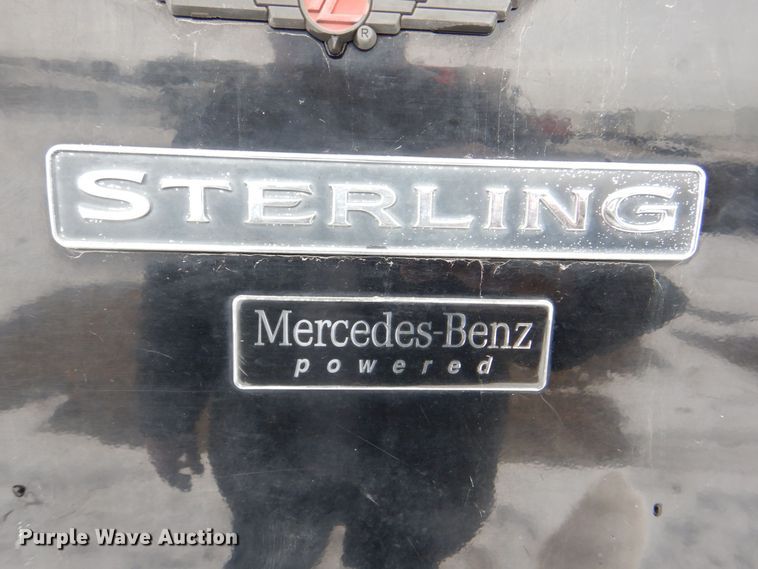 ®
STERLING
Mercedes-Benz
powered
Purple Wave Auction